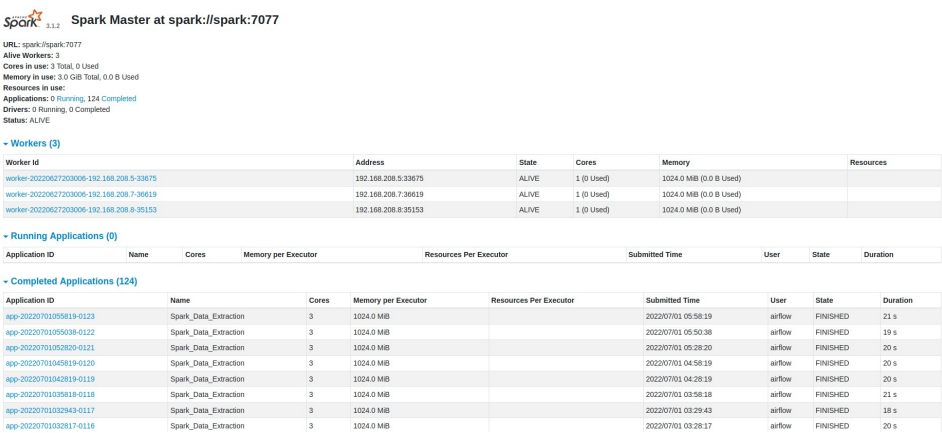 APACHE
Spark 3.1.2 Spark Master at spark://spark:7077
URL: spark://spark:7077
Alive Workers: 3
Cores in use: 3 Total, 0 Used
Memory in use: 3.0 GiB Total, 0.0 B Used
Resources in use:
Applications: 0 Running, 124 Completed
Drivers: 0 Running, 0 Completed
Status: ALIVE
Workers (3)
Worker Id Address State Cores Memory Resources
worker-20220627203006-192.168.208.5-33675 192.168.208.5:33675 ALIVE 1 (0 Used) 1024.0 MiB (0.0 B Used)
worker-20220627203006-192.168.208.7-36619 192.168.208.7:36619 ALIVE 1 (0 Used) 1024.0 MiB (0.0 B Used)
worker-20220627203006-192.168.208.8-35153 192.168.208.8:35153 ALIVE 1 (0 Used) 1024.0 MiB (0.0 B Used)
Running Applications (0)
Application ID Name Cores Memory per Executor Resources Per Executor Submitted Time User State Duration
Completed Applications (124)
Application ID Name Cores Memory per Executor Resources Per Executor Submitted Time User State Duration
app-20220701055819-0123 Spark_Data_Extraction 3 1024.0 MiB 2022/07/01 05:58:19 airflow FINISHED 21 s
app-20220701055038-0122 Spark_Data_Extraction 3 1024.0 MiB 2022/07/01 05:50:38 airflow FINISHED 19 s
app-20220701052820-0121 Spark_Data_Extraction 3 1024.0 MiB 2022/07/01 05:28:20 airflow FINISHED 20 s
app-20220701045819-0120 Spark_Data_Extraction 3 1024.0 MiB 2022/07/01 04:58:19 airflow FINISHED 20 s
app-20220701042819-0119 Spark_Data_Extraction 3 1024.0 MiB 2022/07/01 04:28:19 airflow FINISHED 20 s
app-20220701035818-0118 Spark_Data_Extraction 3 1024.0 MiB 2022/07/01 03:58:18 airflow FINISHED 21 s
app-20220701032943-0117 Spark_Data_Extraction 3 1024.0 MiB 2022/07/01 03:29:43 airflow FINISHED 18 s
app-20220701032817-0116 Spark_Data_Extraction 3 1024.0 MiB 2022/07/01 03:28:17 airflow FINISHED 20 s